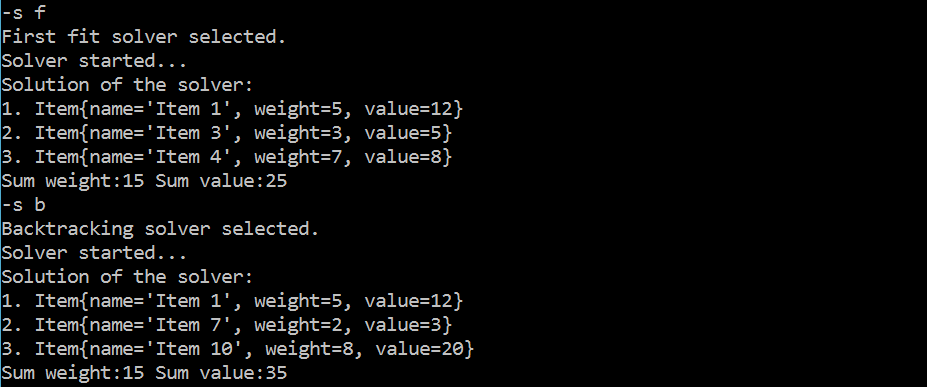 -s f
First fit solver selected.
Solver started...
Solution of the solver:
1. Item{name='Item 1', weight=5, value=12}
2. Item{name='Item 3', weight=3, value=5}
3. Item{name='Item 4', weight=7, value=8}
Sum weight:15 Sum value:25
-s b
Backtracking solver selected.
Solver started...
Solution of the solver:
1. Item{name='Item 1', weight=5, value=12}
2. Item{name='Item 7', weight=2, value=3}
3. Item{name='Item 10', weight=8, value=20}
Sum weight:15 Sum value:35